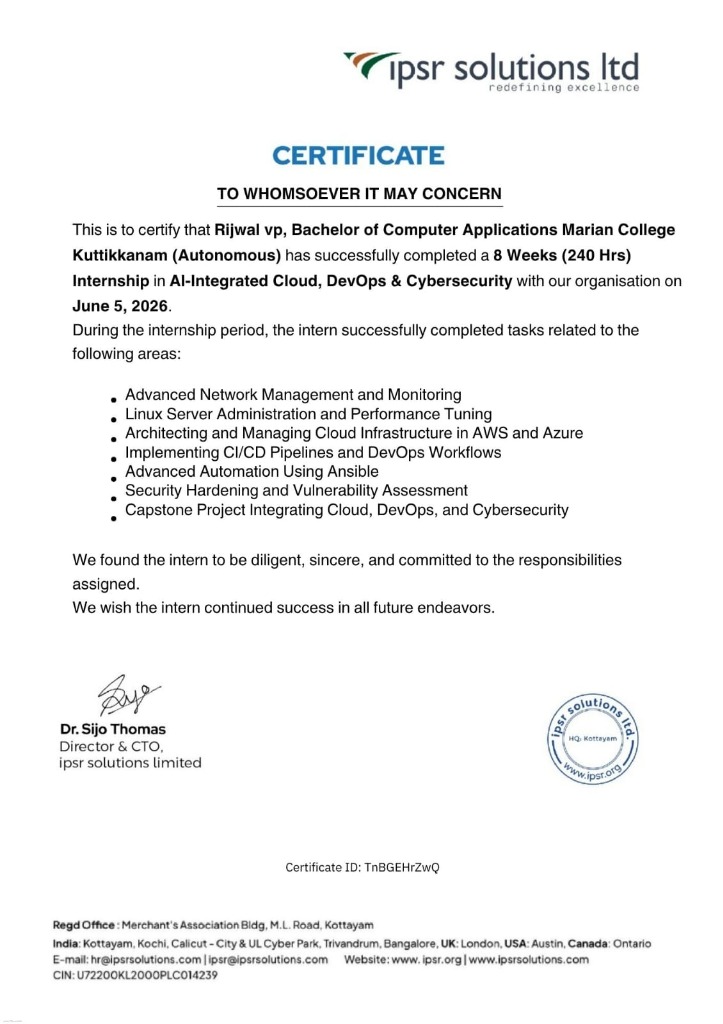 ipsr solutions ltd
redefining excellence
CERTIFICATE
TO WHOMSOEVER IT MAY CONCERN
This is to certify that Rijwal vp, Bachelor of Computer Applications Marian College
Kuttikkanam (Autonomous) has successfully completed a 8 Weeks (240 Hrs)
Internship in AI-Integrated Cloud, DevOps & Cybersecurity with our organisation on
June 5, 2026.
During the internship period, the intern successfully completed tasks related to the
following areas:
• Advanced Network Management and Monitoring
• Linux Server Administration and Performance Tuning
• Architecting and Managing Cloud Infrastructure in AWS and Azure
• Implementing CI/CD Pipelines and DevOps Workflows
• Advanced Automation Using Ansible
• Security Hardening and Vulnerability Assessment
• Capstone Project Integrating Cloud, DevOps, and Cybersecurity
We found the intern to be diligent, sincere, and committed to the responsibilities
assigned.
We wish the intern continued success in all future endeavors.
Dr. Sijo Thomas
Director & CTO,
ipsr solutions limited
ipsr solutions ltd.
HQ: Kottayam
www.ipsr.org
Certificate ID: TnBGEHrZwQ
Regd Office : Merchant's Association Bldg, M.L. Road, Kottayam
India: Kottayam, Kochi, Calicut - City & UL Cyber Park, Trivandrum, Bangalore, UK: London, USA: Austin, Canada: Ontario
E-mail: hr@ipsrsolutions.com | ipsr@ipsrsolutions.com Website: www. ipsr.org | www.ipsrsolutions.com
CIN: U72200KL2000PLC014239